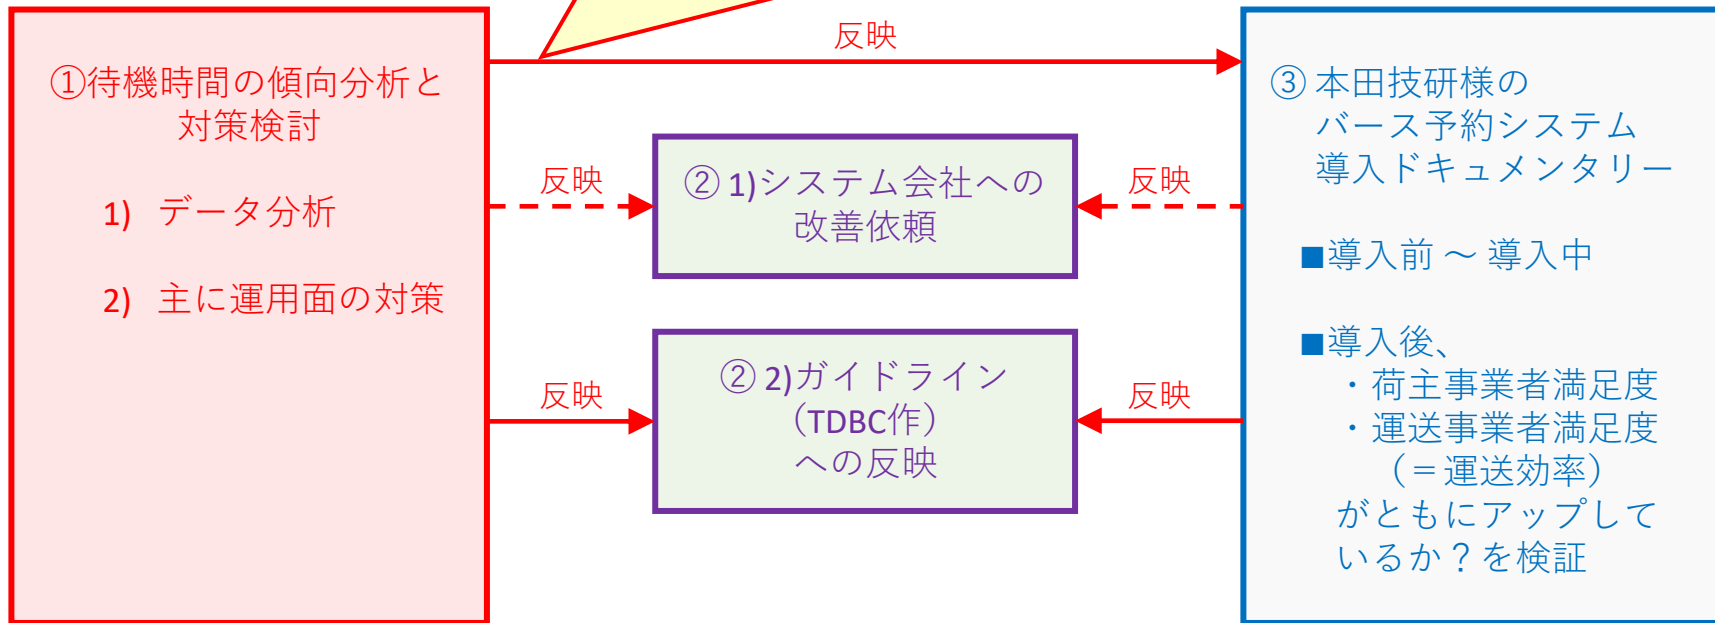 ①待機時間の傾向分析と
対策検討
1) データ分析
2) 主に運用面の対策
反映
反映
② 1)システム会社への
改善依頼
反映
反映
② 2)ガイドライン
（TDBC作）
への反映
反映
③ 本田技研様の
バース予約システム
導入ドキュメンタリー
■導入前 ～ 導入中
■導入後、
・荷主事業者満足度
・運送事業者満足度
（＝運送効率）
がともにアップして
いるか？を検証